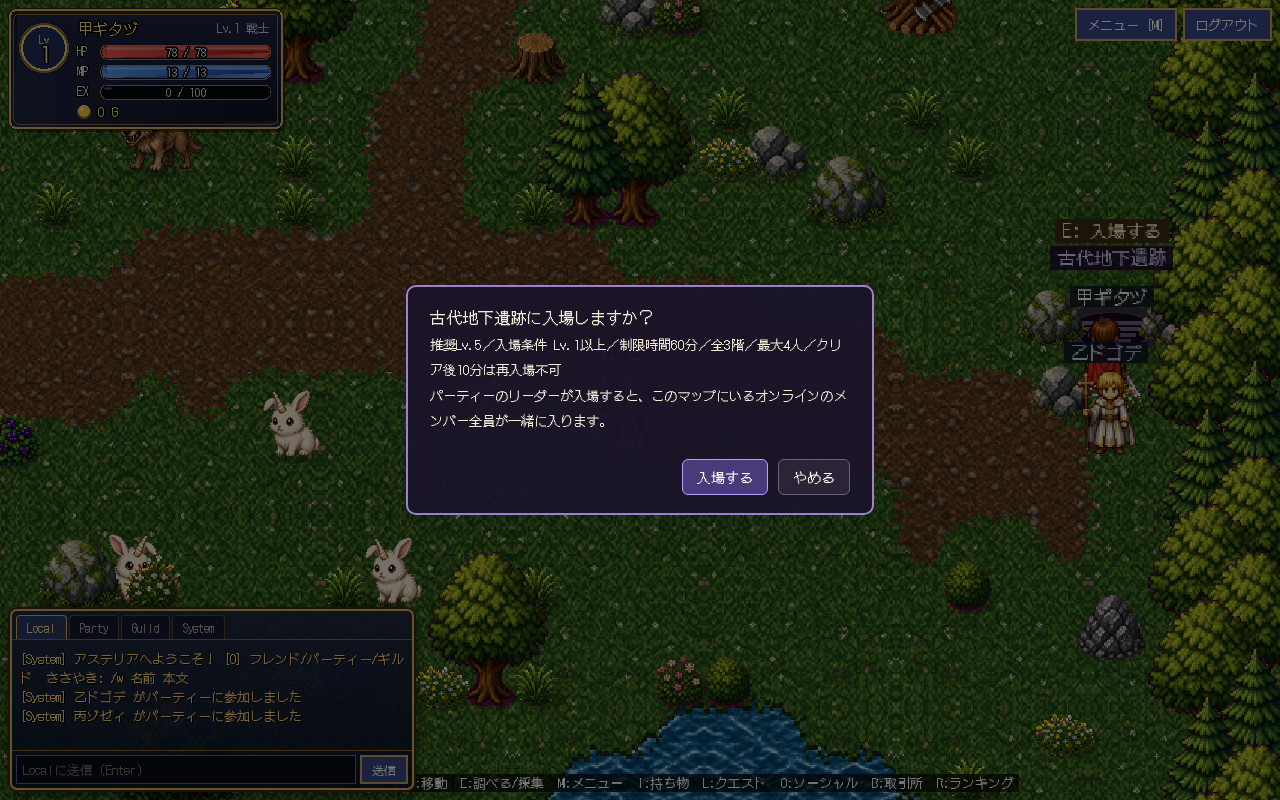 甲ギタヅ Lv.1 戦士
Lv
1
HP 78 / 78
MP 13 / 13
EX 0 / 100
0 G
メニュー [M]
ログアウト
E: 入場する
古代地下遺跡
甲ギタヅ
乙ドゴデ
古代地下遺跡に入場しますか？
推奨Lv.5／入場条件 Lv.1以上／制限時間60分／全3階／最大4人／クリ
ア後10分は再入場不可
パーティーのリーダーが入場すると、このマップにいるオンラインのメ
ンバー全員が一緒に入ります。
入場する
やめる
Local Party Guild System
[System] アステリアへようこそ！ [O] フレンド/パーティー/ギル
ド ささやき: /w 名前 本文
[System] 乙ドゴデ がパーティーに参加しました
[System] 丙ゾゼィ がパーティーに参加しました
Localに送信 (Enter)
送信
:移動 E:調べる/採集 M:メニュー I:持ち物 L:クエスト O:ソーシャル B:取引所 R:ランキング